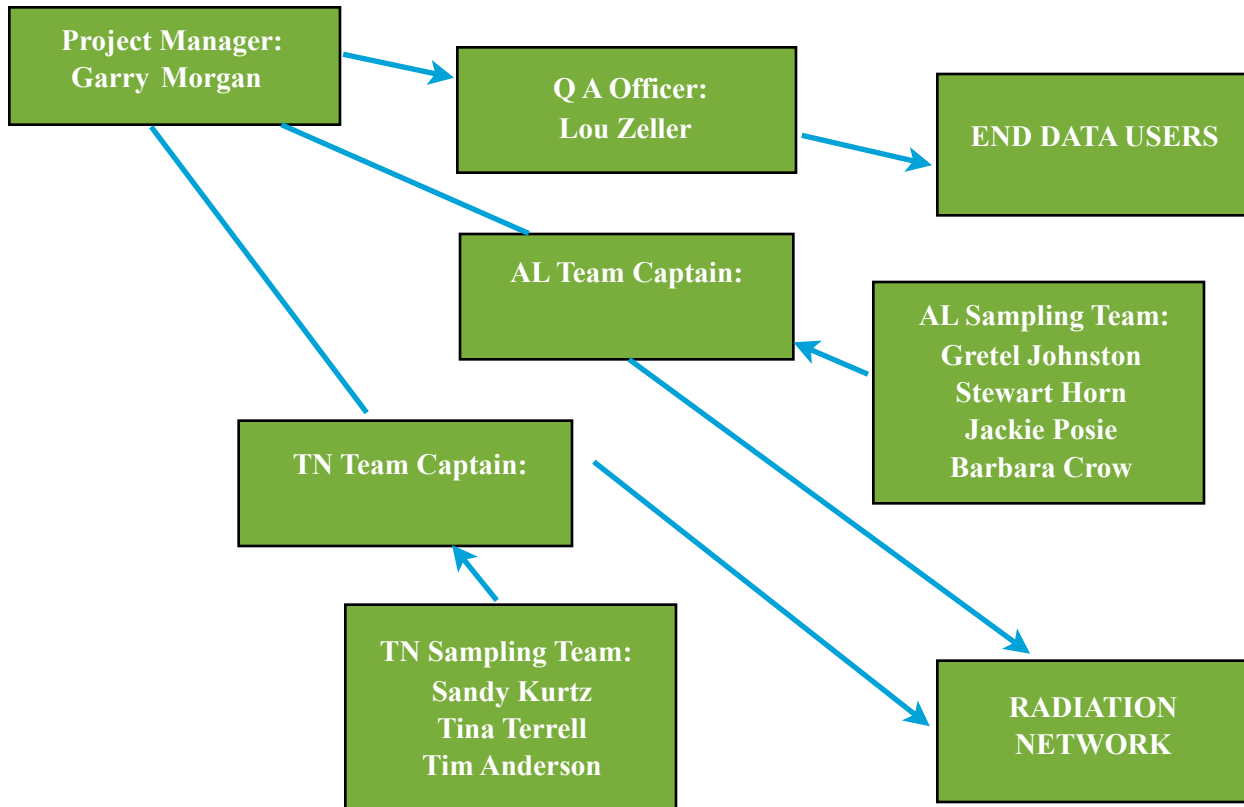 Project Manager:
Garry Morgan
Q A Officer:
Lou Zeller
END DATA USERS
AL Team Captain:
AL Sampling Team:
Gretel Johnston
Stewart Horn
Jackie Posie
Barbara Crow
TN Team Captain:
TN Sampling Team:
Sandy Kurtz
Tina Terrell
Tim Anderson
RADIATION
NETWORK